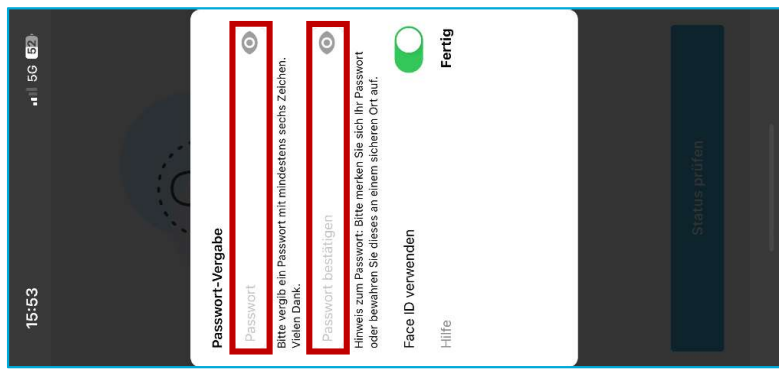 15:53
5G 52
Passwort-Vergabe
Passwort
Bitte vergib ein Passwort mit mindestens sechs Zeichen.
Vielen Dank.
Passwort bestätigen
Hinweis zum Passwort: Bitte merken Sie sich Ihr Passwort
oder bewahren Sie dieses an einem sicheren Ort auf.
Face ID verwenden
Hilfe
Fertig
Status prüfen